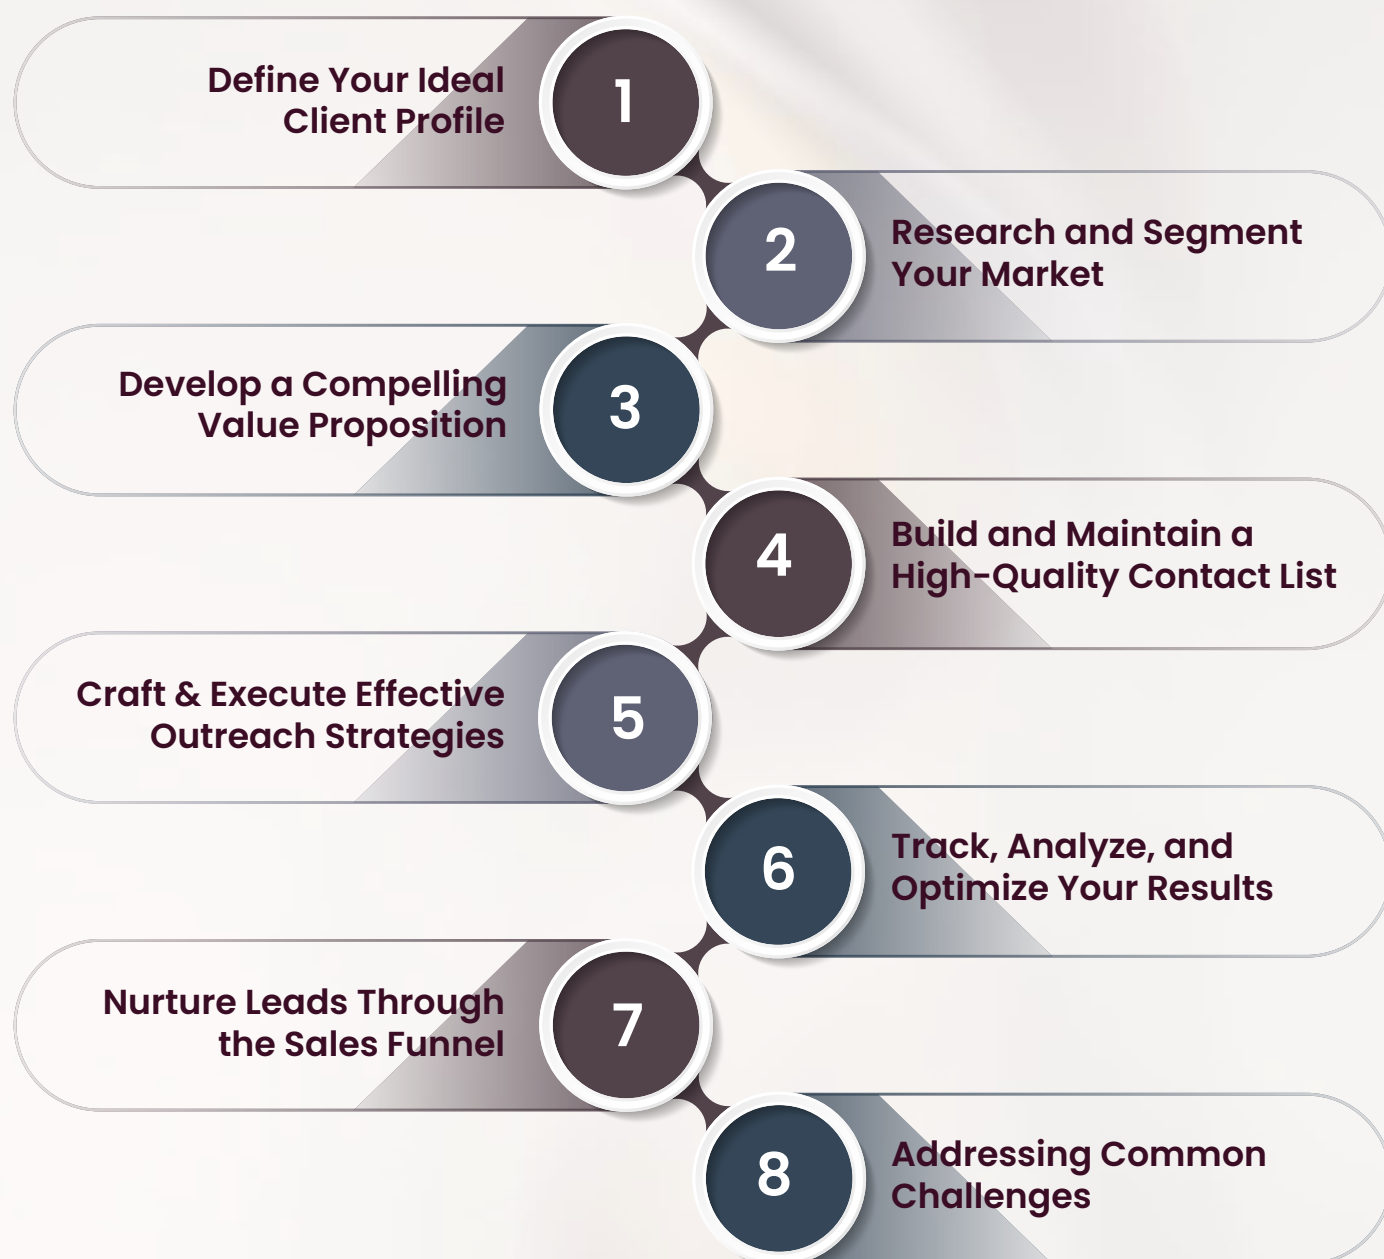 Define Your Ideal
Client Profile
1
2
Research and Segment
Your Market
Develop a Compelling
Value Proposition
3
4
Build and Maintain a
High-Quality Contact List
Craft & Execute Effective
Outreach Strategies
5
6
Track, Analyze, and
Optimize Your Results
Nurture Leads Through
the Sales Funnel
7
8
Addressing Common
Challenges